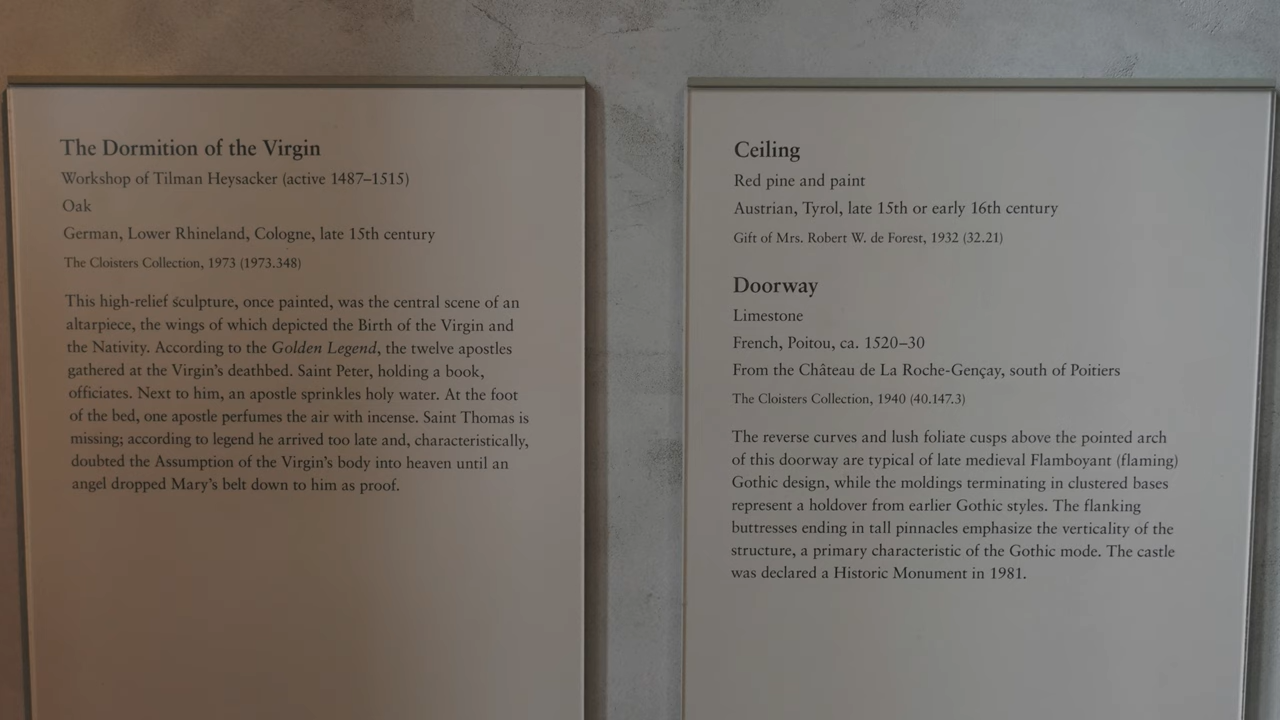 The Dormition of the Virgin
Workshop of Tilman Heysacker (active 1487–1515)
Oak
German, Lower Rhineland, Cologne, late 15th century
The Cloisters Collection, 1973 (1973.348)
This high-relief sculpture, once painted, was the central scene of an
altarpiece, the wings of which depicted the Birth of the Virgin and
the Nativity. According to the Golden Legend, the twelve apostles
gathered at the Virgin’s deathbed. Saint Peter, holding a book,
officiates. Next to him, an apostle sprinkles holy water. At the foot
of the bed, one apostle perfumes the air with incense. Saint Thomas is
missing; according to legend he arrived too late and, characteristically,
doubted the Assumption of the Virgin’s body into heaven until an
angel dropped Mary’s belt down to him as proof.
Ceiling
Red pine and paint
Austrian, Tyrol, late 15th or early 16th century
Gift of Mrs. Robert W. de Forest, 1932 (32.21)
Doorway
Limestone
French, Poitou, ca. 1520–30
From the Château de La Roche-Gençay, south of Poitiers
The Cloisters Collection, 1940 (40.147.3)
The reverse curves and lush foliate cusps above the pointed arch
of this doorway are typical of late medieval Flamboyant (flaming)
Gothic design, while the moldings terminating in clustered bases
represent a holdover from earlier Gothic styles. The flanking
buttresses ending in tall pinnacles emphasize the verticality of the
structure, a primary characteristic of the Gothic mode. The castle
was declared a Historic Monument in 1981.